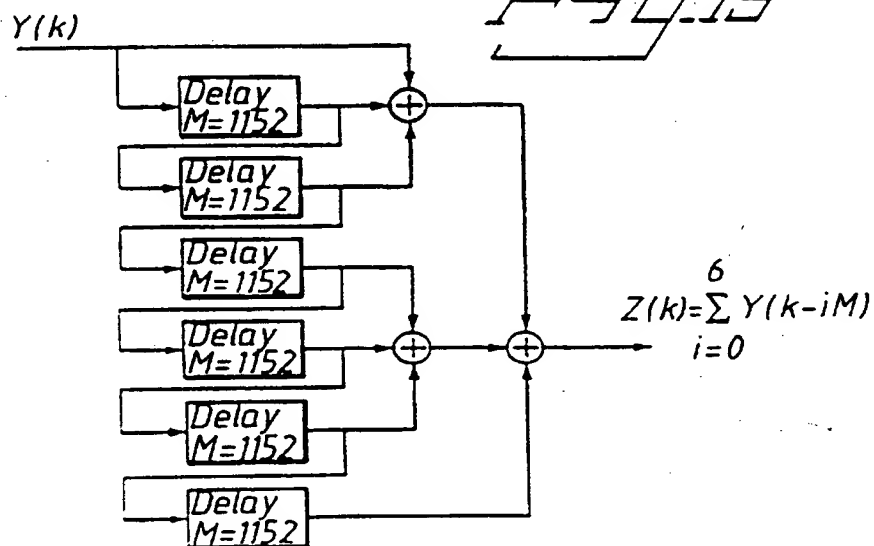 Y(k)
Delay
M=1152
Delay
M=1152
Delay
M=1152
Delay
M=1152
Delay
M=1152
Delay
M=1152
6
Z(k)=∑ Y(k-iM)
i=0